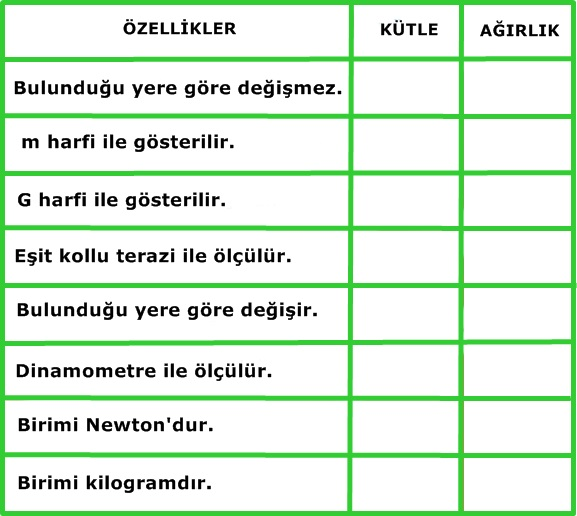 ÖZELLİKLER KÜTLE AĞIRLIK
Bulunduğu yere göre değişmez.
m harfi ile gösterilir.
G harfi ile gösterilir.
Eşit kollu terazi ile ölçülür.
Bulunduğu yere göre değişir.
Dinamometre ile ölçülür.
Birimi Newton'dur.
Birimi kilogramdır.